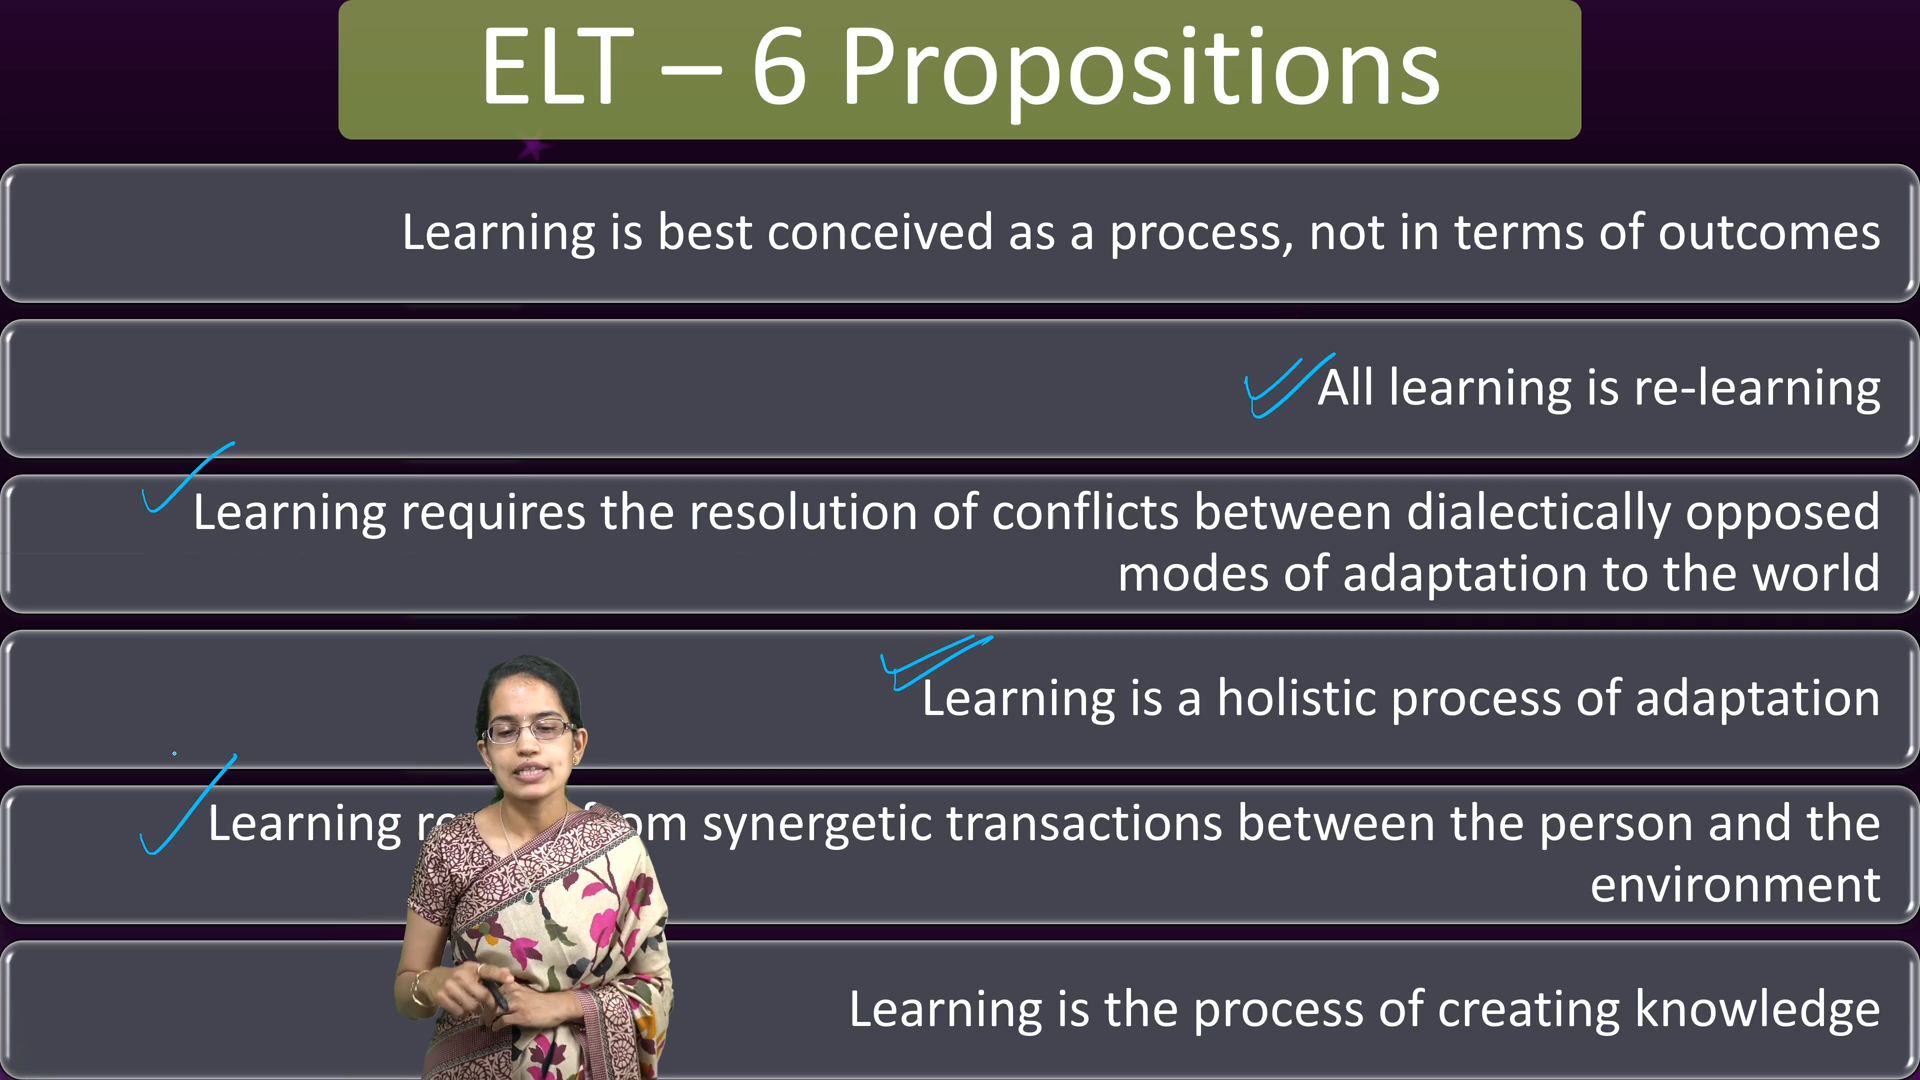 ELT – 6 Propositions
Learning is best conceived as a process, not in terms of outcomes
All learning is re-learning
Learning requires the resolution of conflicts between dialectically opposed
modes of adaptation to the world
Learning is a holistic process of adaptation
Learning synergetic transactions between the person and the
environment
Learning is the process of creating knowledge